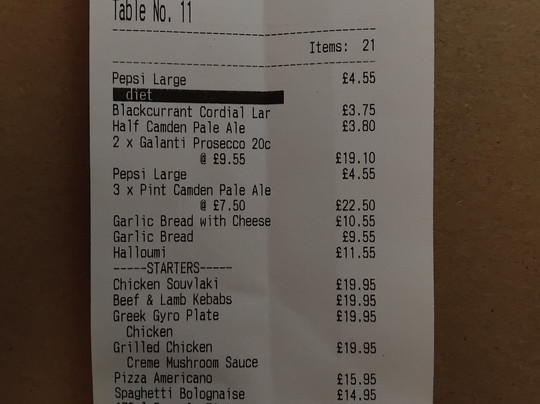 Table No. 11
Items: 21
Pepsi Large £4.55
diet
Blackcurrant Cordial Lar £3.75
Half Camden Pale Ale £3.80
2 x Galanti Prosecco 20c
@ £9.55 £19.10
Pepsi Large £4.55
3 x Pint Camden Pale Ale
@ £7.50 £22.50
Garlic Bread with Cheese £10.55
Garlic Bread £9.55
Halloumi £11.55
-----STARTERS-----
Chicken Souvlaki £19.95
Beef & Lamb Kebabs £19.95
Greek Gyro Plate £19.95
Chicken
Grilled Chicken £19.95
Creme Mushroom Sauce
Pizza Americano £15.95
Spaghetti Bolognaise £14.95